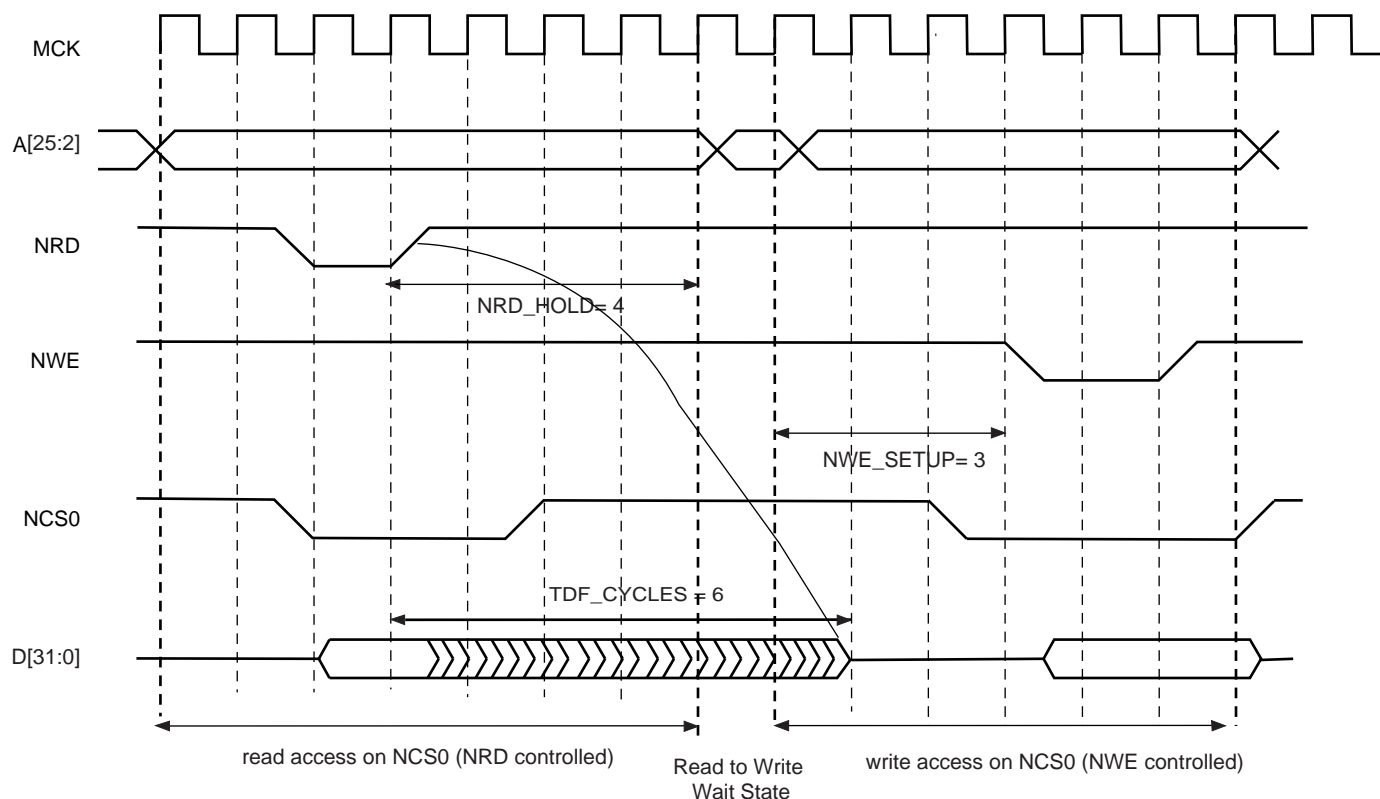 MCK
A[25:2]
NRD
NRD_HOLD= 4
NWE
NWE_SETUP= 3
NCS0
TDF_CYCLES = 6
D[31:0]
read access on NCS0 (NRD controlled)
Read to Write
Wait State
write access on NCS0 (NWE controlled)